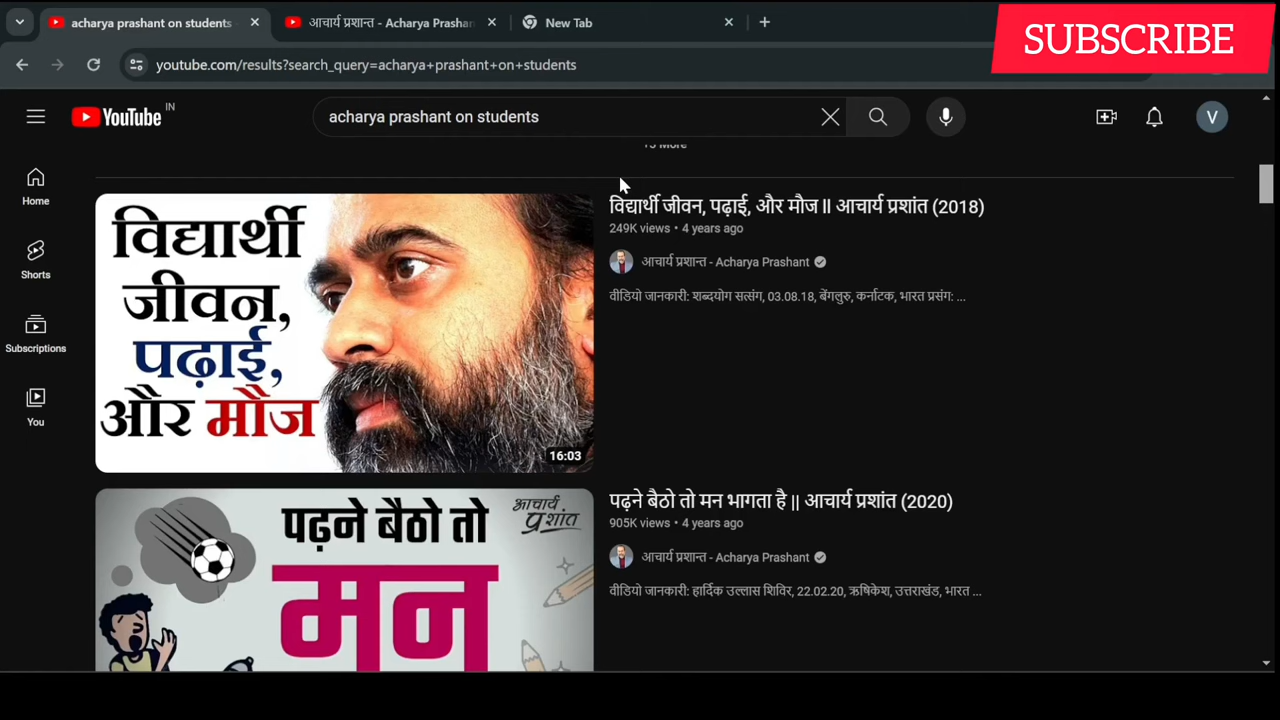 acharya prashant on students
आचार्य प्रशान्त - Acharya Prashan
New Tab
SUBSCRIBE
youtube.com/results?search_query=acharya+prashant+on+students
YouTube IN
acharya prashant on students
V
Home
Shorts
Subscriptions
You
विद्यार्थी
जीवन,
पढ़ाई,
और मौज
16:03
विद्यार्थी जीवन, पढ़ाई, और मौज ll आचार्य प्रशांत (2018)
249K views • 4 years ago
आचार्य प्रशान्त - Acharya Prashant
वीडियो जानकारी: शब्दयोग सत्संग, 03.08.18, बेंगलुरु, कर्नाटक, भारत प्रसंग: ...
पढ़ने बैठो तो
मन
आचार्य
प्रशांत
पढ़ने बैठो तो मन भागता है || आचार्य प्रशांत (2020)
905K views • 4 years ago
आचार्य प्रशान्त - Acharya Prashant
वीडियो जानकारी: हार्दिक उल्लास शिविर, 22.02.20, ऋषिकेश, उत्तराखंड, भारत ...